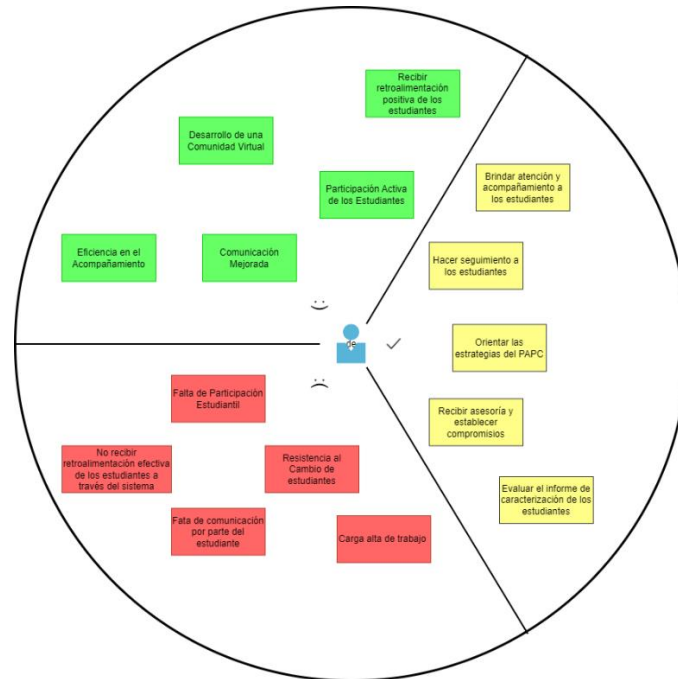 Recibir
retroalimentación
positiva de los
estudiantes
Desarrollo de una
Comunidad Virtual
Participación Activa
de los Estudiantes
Eficiencia en el
Acompañamiento
Comunicación
Mejorada
Brindar atención y
acompañamiento a
los estudiantes
Hacer seguimiento a
los estudiantes
Orientar las
estrategias del PAPC
Recibir asesoría y
establecer
compromisos
Evaluar el informe de
caracterización de los
estudiantes
de
Falta de Participación
Estudiantil
No recibir
retroalimentación efectiva
de los estudiantes a
través del sistema
Resistencia al
Cambio de
estudiantes
Fata de comunicación
por parte del
estudiante
Carga alta de trabajo